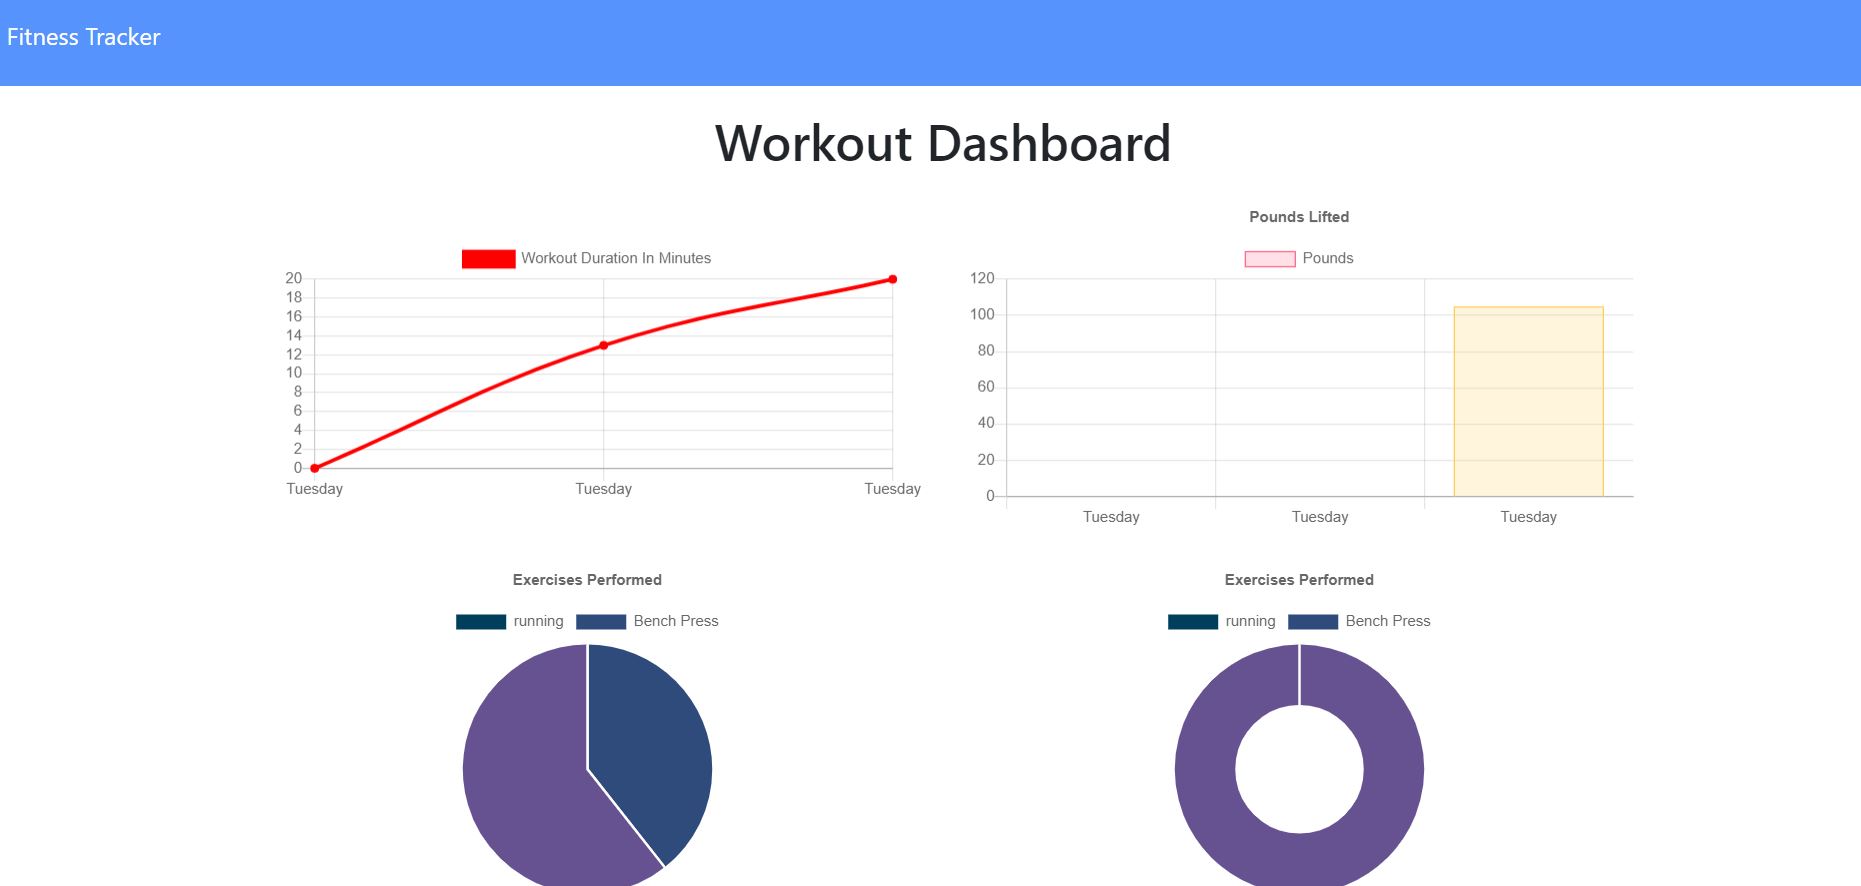 Fitness Tracker
Workout Dashboard
Workout Duration In Minutes
20
18
16
14
12
10
8
6
4
2
0
Tuesday Tuesday Tuesday
Pounds Lifted
Pounds
120
100
80
60
40
20
0
Tuesday Tuesday Tuesday
Exercises Performed
running Bench Press
Exercises Performed
running Bench Press